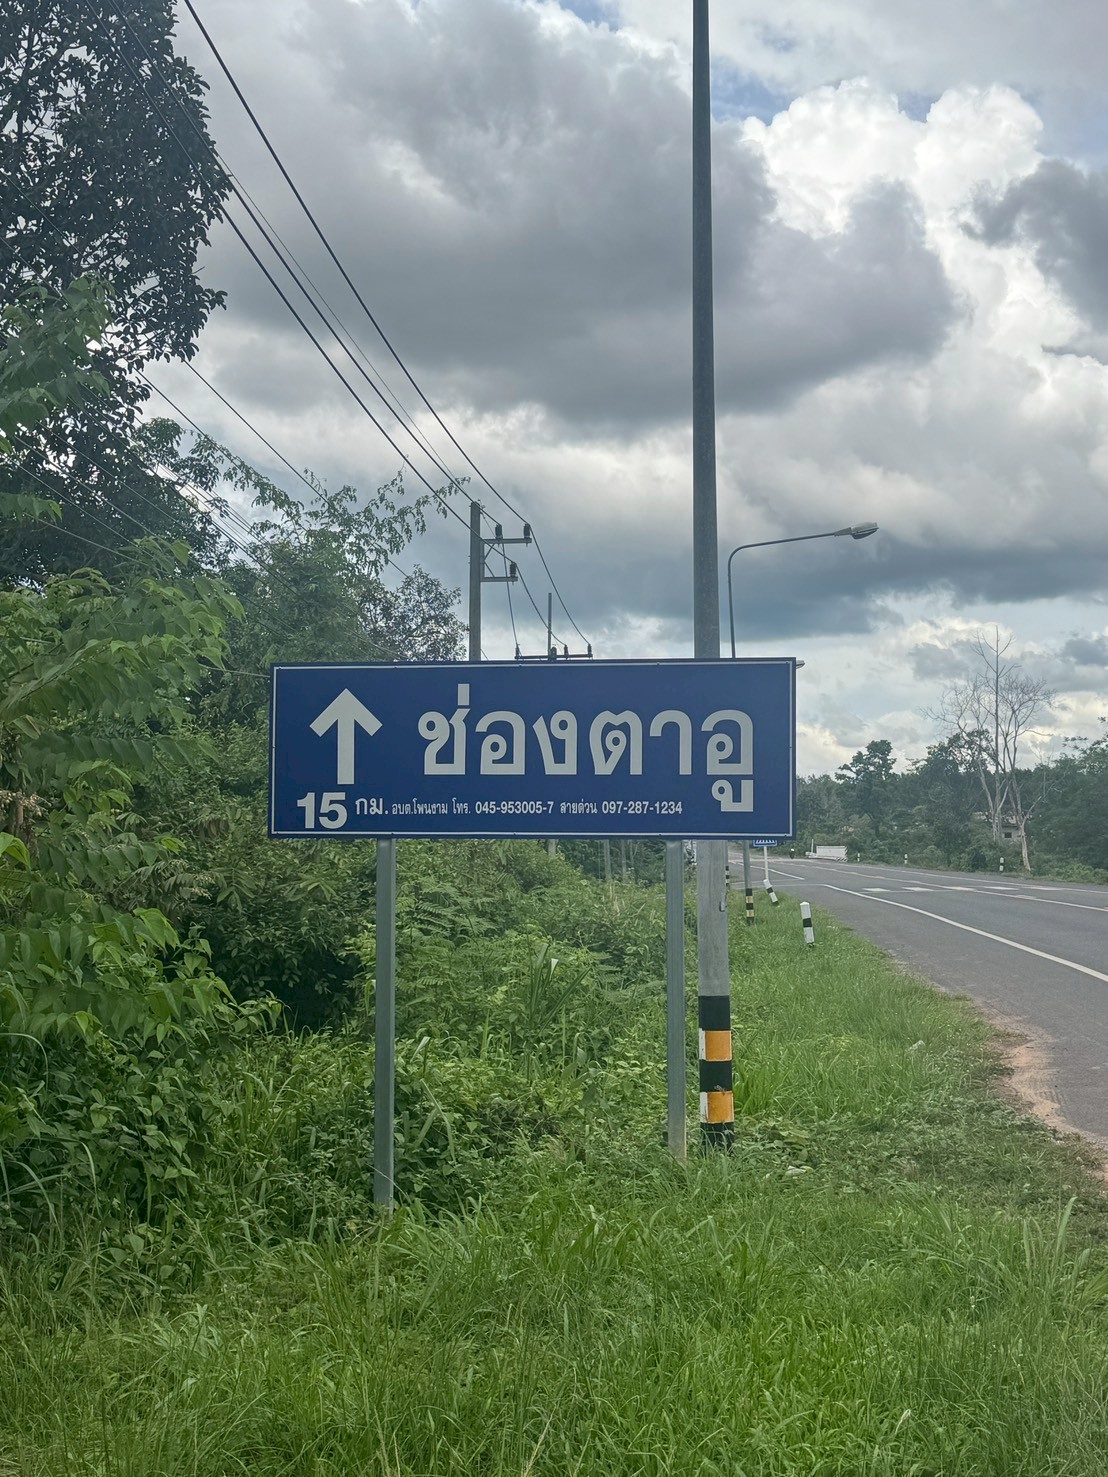 ช่องตาอู
15 กม. อบต.โพนงาม โทร. 045-953005-7 สายด่วน 097-287-1234